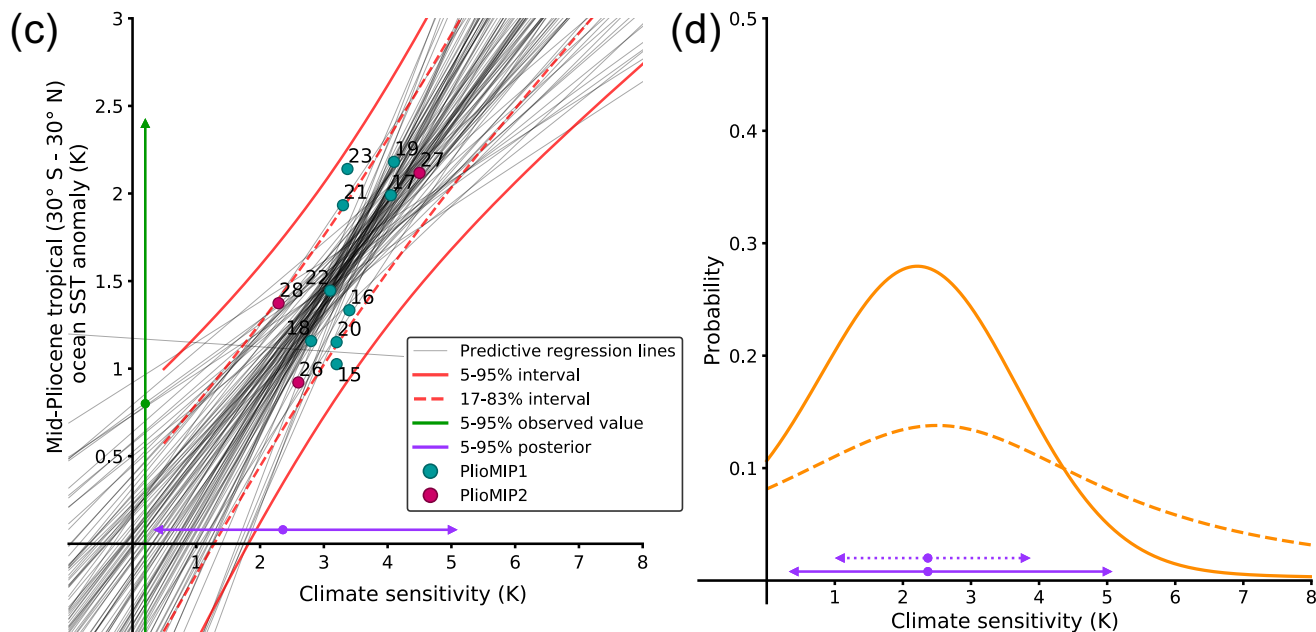 (c)
Mid-Pliocene tropical (30° S - 30° N)
ocean SST anomaly (K)
3
2.5
2
1.5
1
0.5
23
19
27
21
17
22
28
16
18
20
15
26
Predictive regression lines
5-95% interval
17-83% interval
5-95% observed value
5-95% posterior
PlioMIP1
PlioMIP2
1 2 3 4 5 6 7 8
Climate sensitivity (K)
(d)
Probability
0.5
0.4
0.3
0.2
0.1
1 2 3 4 5 6 7 8
Climate sensitivity (K)